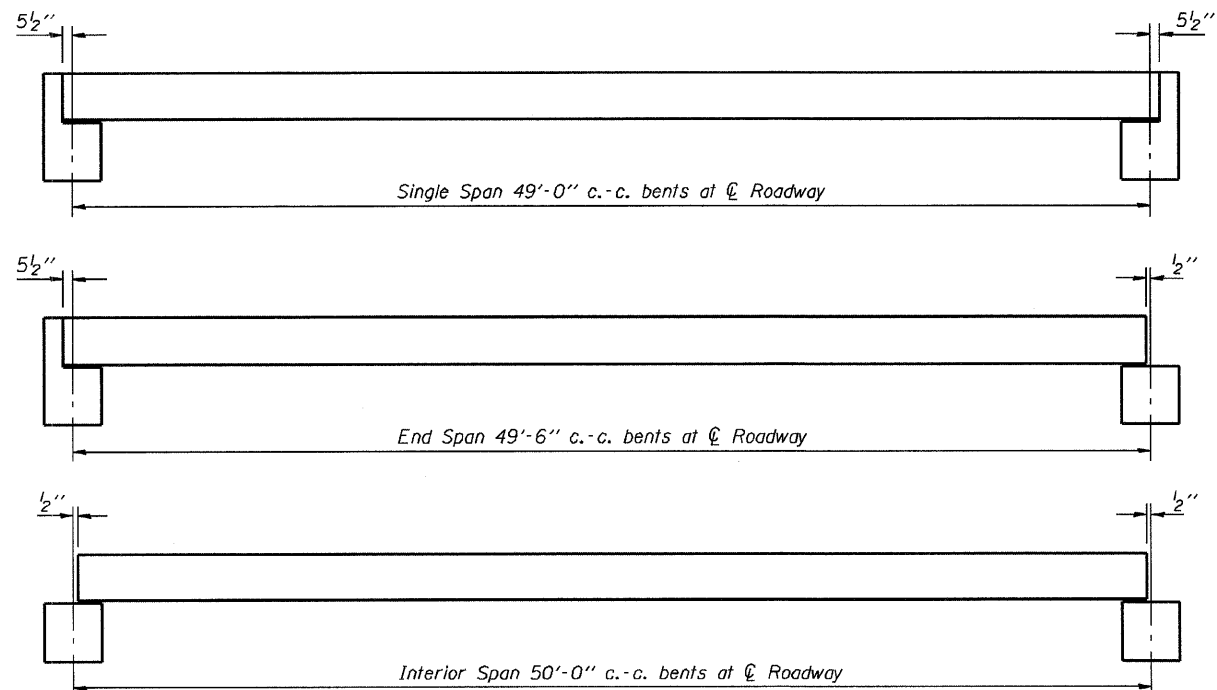 5½" 5½"
Single Span 49'-0" c.-c. bents at ℄ Roadway
5½" ½"
End Span 49'-6" c.-c. bents at ℄ Roadway
½" ½"
Interior Span 50'-0" c.-c. bents at ℄ Roadway